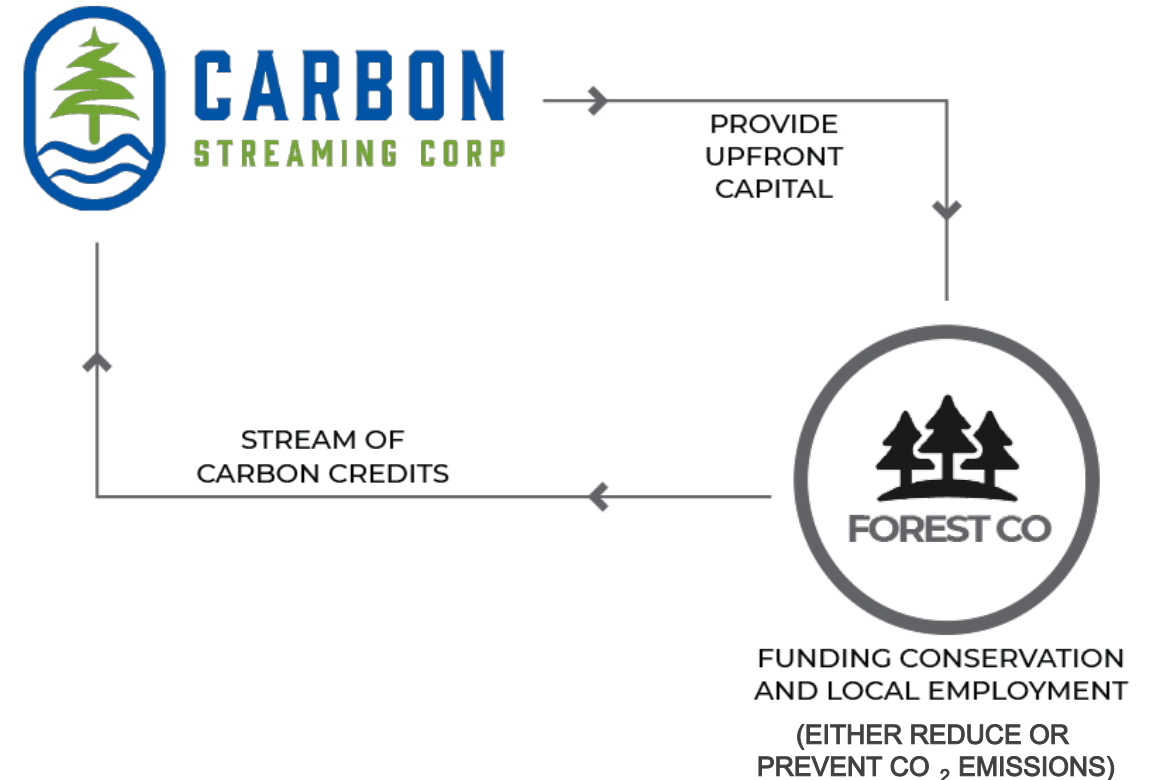 CARBON
STREAMING CORP
PROVIDE
UPFRONT
CAPITAL
STREAM OF
CARBON CREDITS
FOREST CO
FUNDING CONSERVATION
AND LOCAL EMPLOYMENT
(EITHER REDUCE OR
PREVENT CO 2 EMISSIONS)